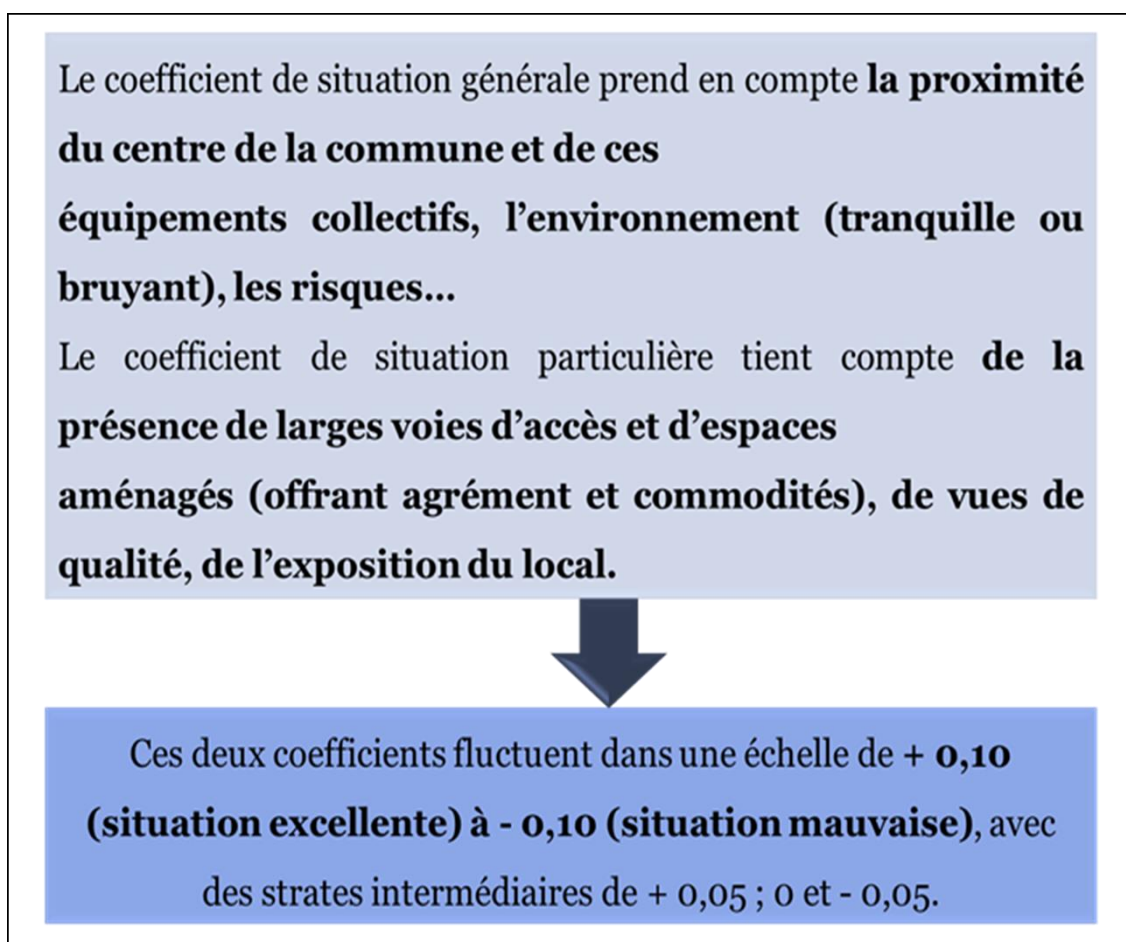 Le coefficient de situation générale prend en compte la proximité
du centre de la commune et de ces
équipements collectifs, l’environnement (tranquille ou
bruyant), les risques…
Le coefficient de situation particulière tient compte de la
présence de larges voies d’accès et d’espaces
aménagés (offrant agrément et commodités), de vues de
qualité, de l’exposition du local.
Ces deux coefficients fluctuent dans une échelle de + 0,10
(situation excellente) à - 0,10 (situation mauvaise), avec
des strates intermédiaires de + 0,05 ; 0 et - 0,05.